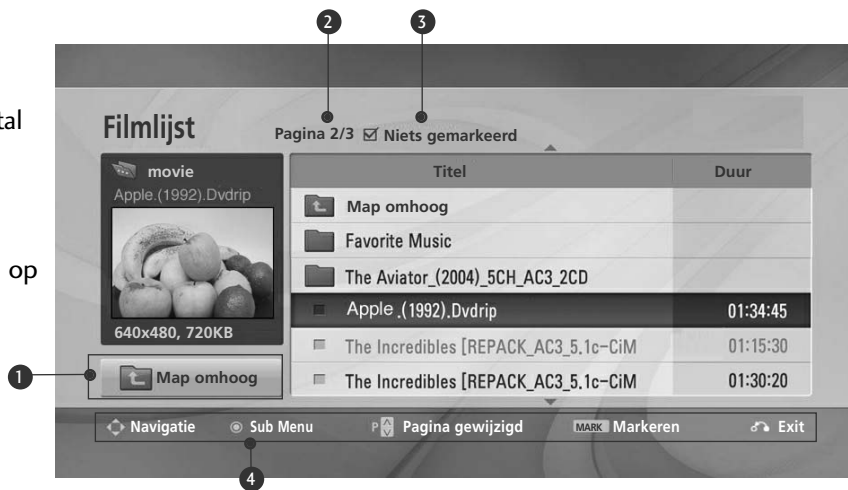 2 3
tal
Filmlijst Pagina 2/3 Niets gemarkeerd
movie Titel Duur
Apple.(1992).Dvdrip
Map omhoog
Favorite Music
op
The Aviator_(2004)_5CH_AC3_2CD
Apple .(1992).Dvdrip 01:34:45
640x480, 720KB
The Incredibles [REPACK_AC3_5.1c-CiM 01:15:30
1 Map omhoog
The Incredibles [REPACK_AC3_5.1c-CiM 01:30:20
Navigatie Sub Menu P Pagina gewijzigd MARK Markeren Exit
4